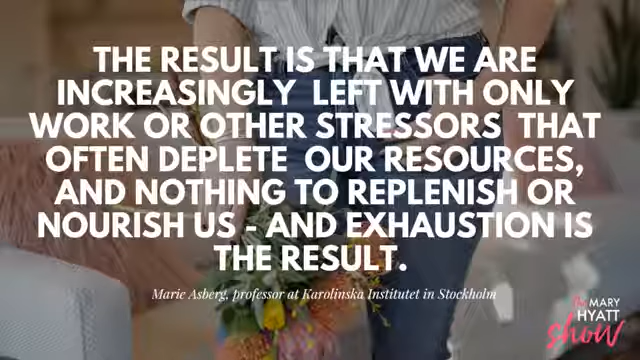 THE RESULT IS THAT WE ARE
INCREASINGLY LEFT WITH ONLY
WORK OR OTHER STRESSORS THAT
OFTEN DEPLETE OUR RESOURCES,
AND NOTHING TO REPLENISH OR
NOURISH US - AND EXHAUSTION IS
THE RESULT.
Marie Asberg, professor at Karolinska Institutet in Stockholm
The MARY
HYATT
show